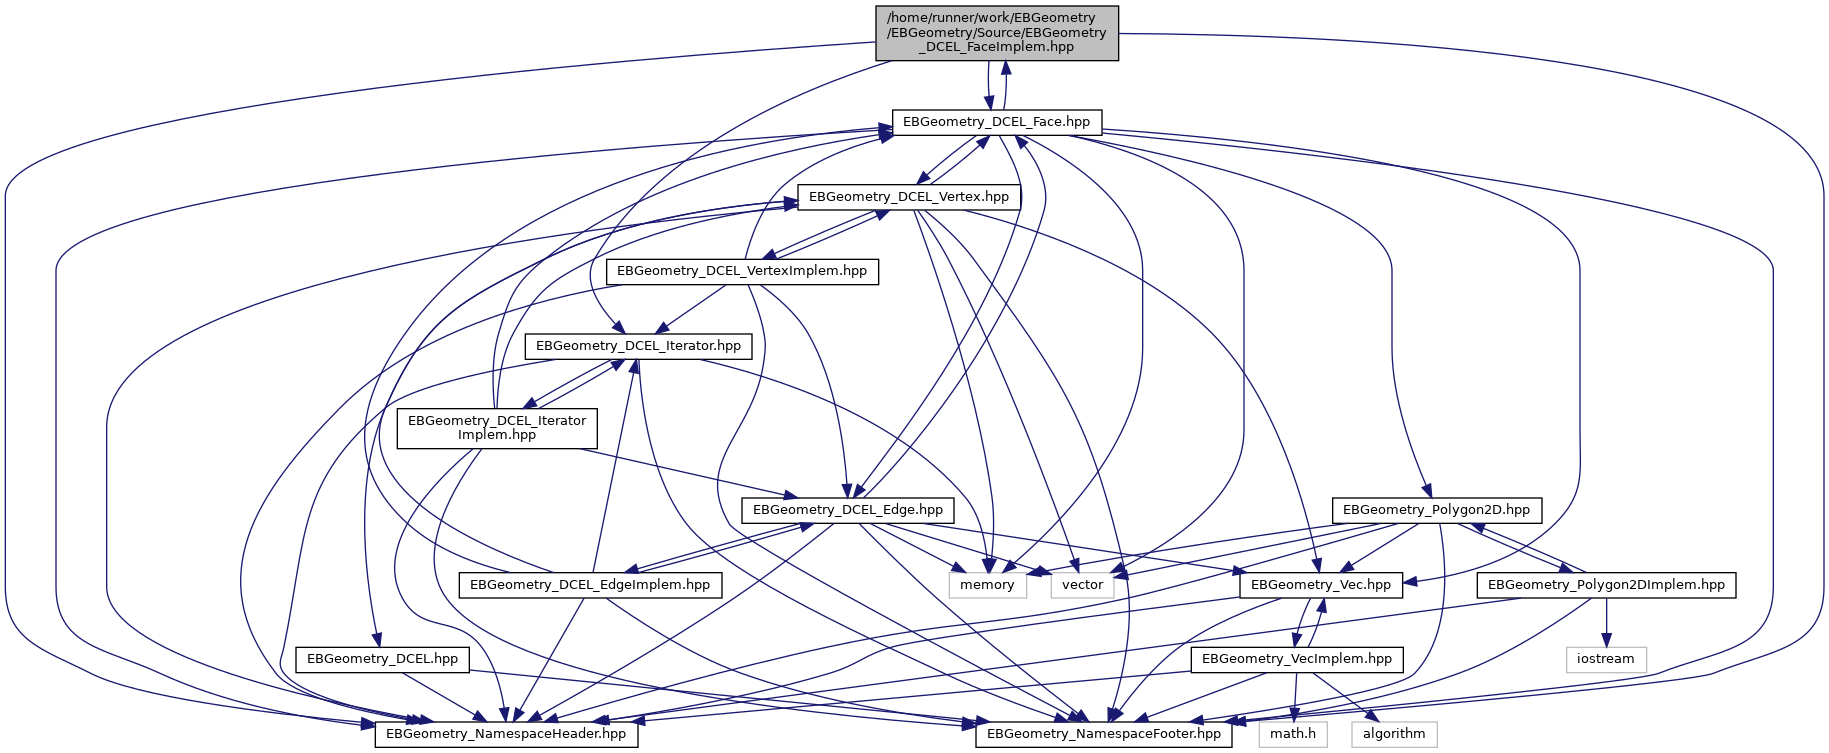 /home/runner/work/EBGeometry
/EBGeometry/Source/EBGeometry
_DCEL_FaceImplem.hpp
EBGeometry_DCEL_Face.hpp
EBGeometry_DCEL_Vertex.hpp
EBGeometry_DCEL_VertexImplem.hpp
EBGeometry_DCEL_Iterator.hpp
EBGeometry_DCEL_Iterator
Implem.hpp
EBGeometry_DCEL_Edge.hpp
EBGeometry_Polygon2D.hpp
EBGeometry_DCEL_EdgeImplem.hpp
memory
vector
EBGeometry_Vec.hpp
EBGeometry_Polygon2DImplem.hpp
EBGeometry_DCEL.hpp
EBGeometry_VecImplem.hpp
iostream
EBGeometry_NamespaceHeader.hpp
EBGeometry_NamespaceFooter.hpp
math.h
algorithm